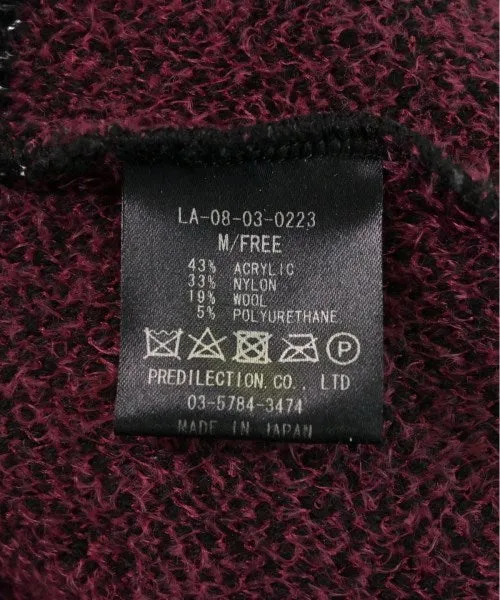 LA-08-03-0223
M/FREE
43% ACRYLIC
33% NYLON
19% WOOL
5% POLYURETHANE
P
PREDILECTION.CO., LTD
03-5784-3474
MADE IN JAPAN